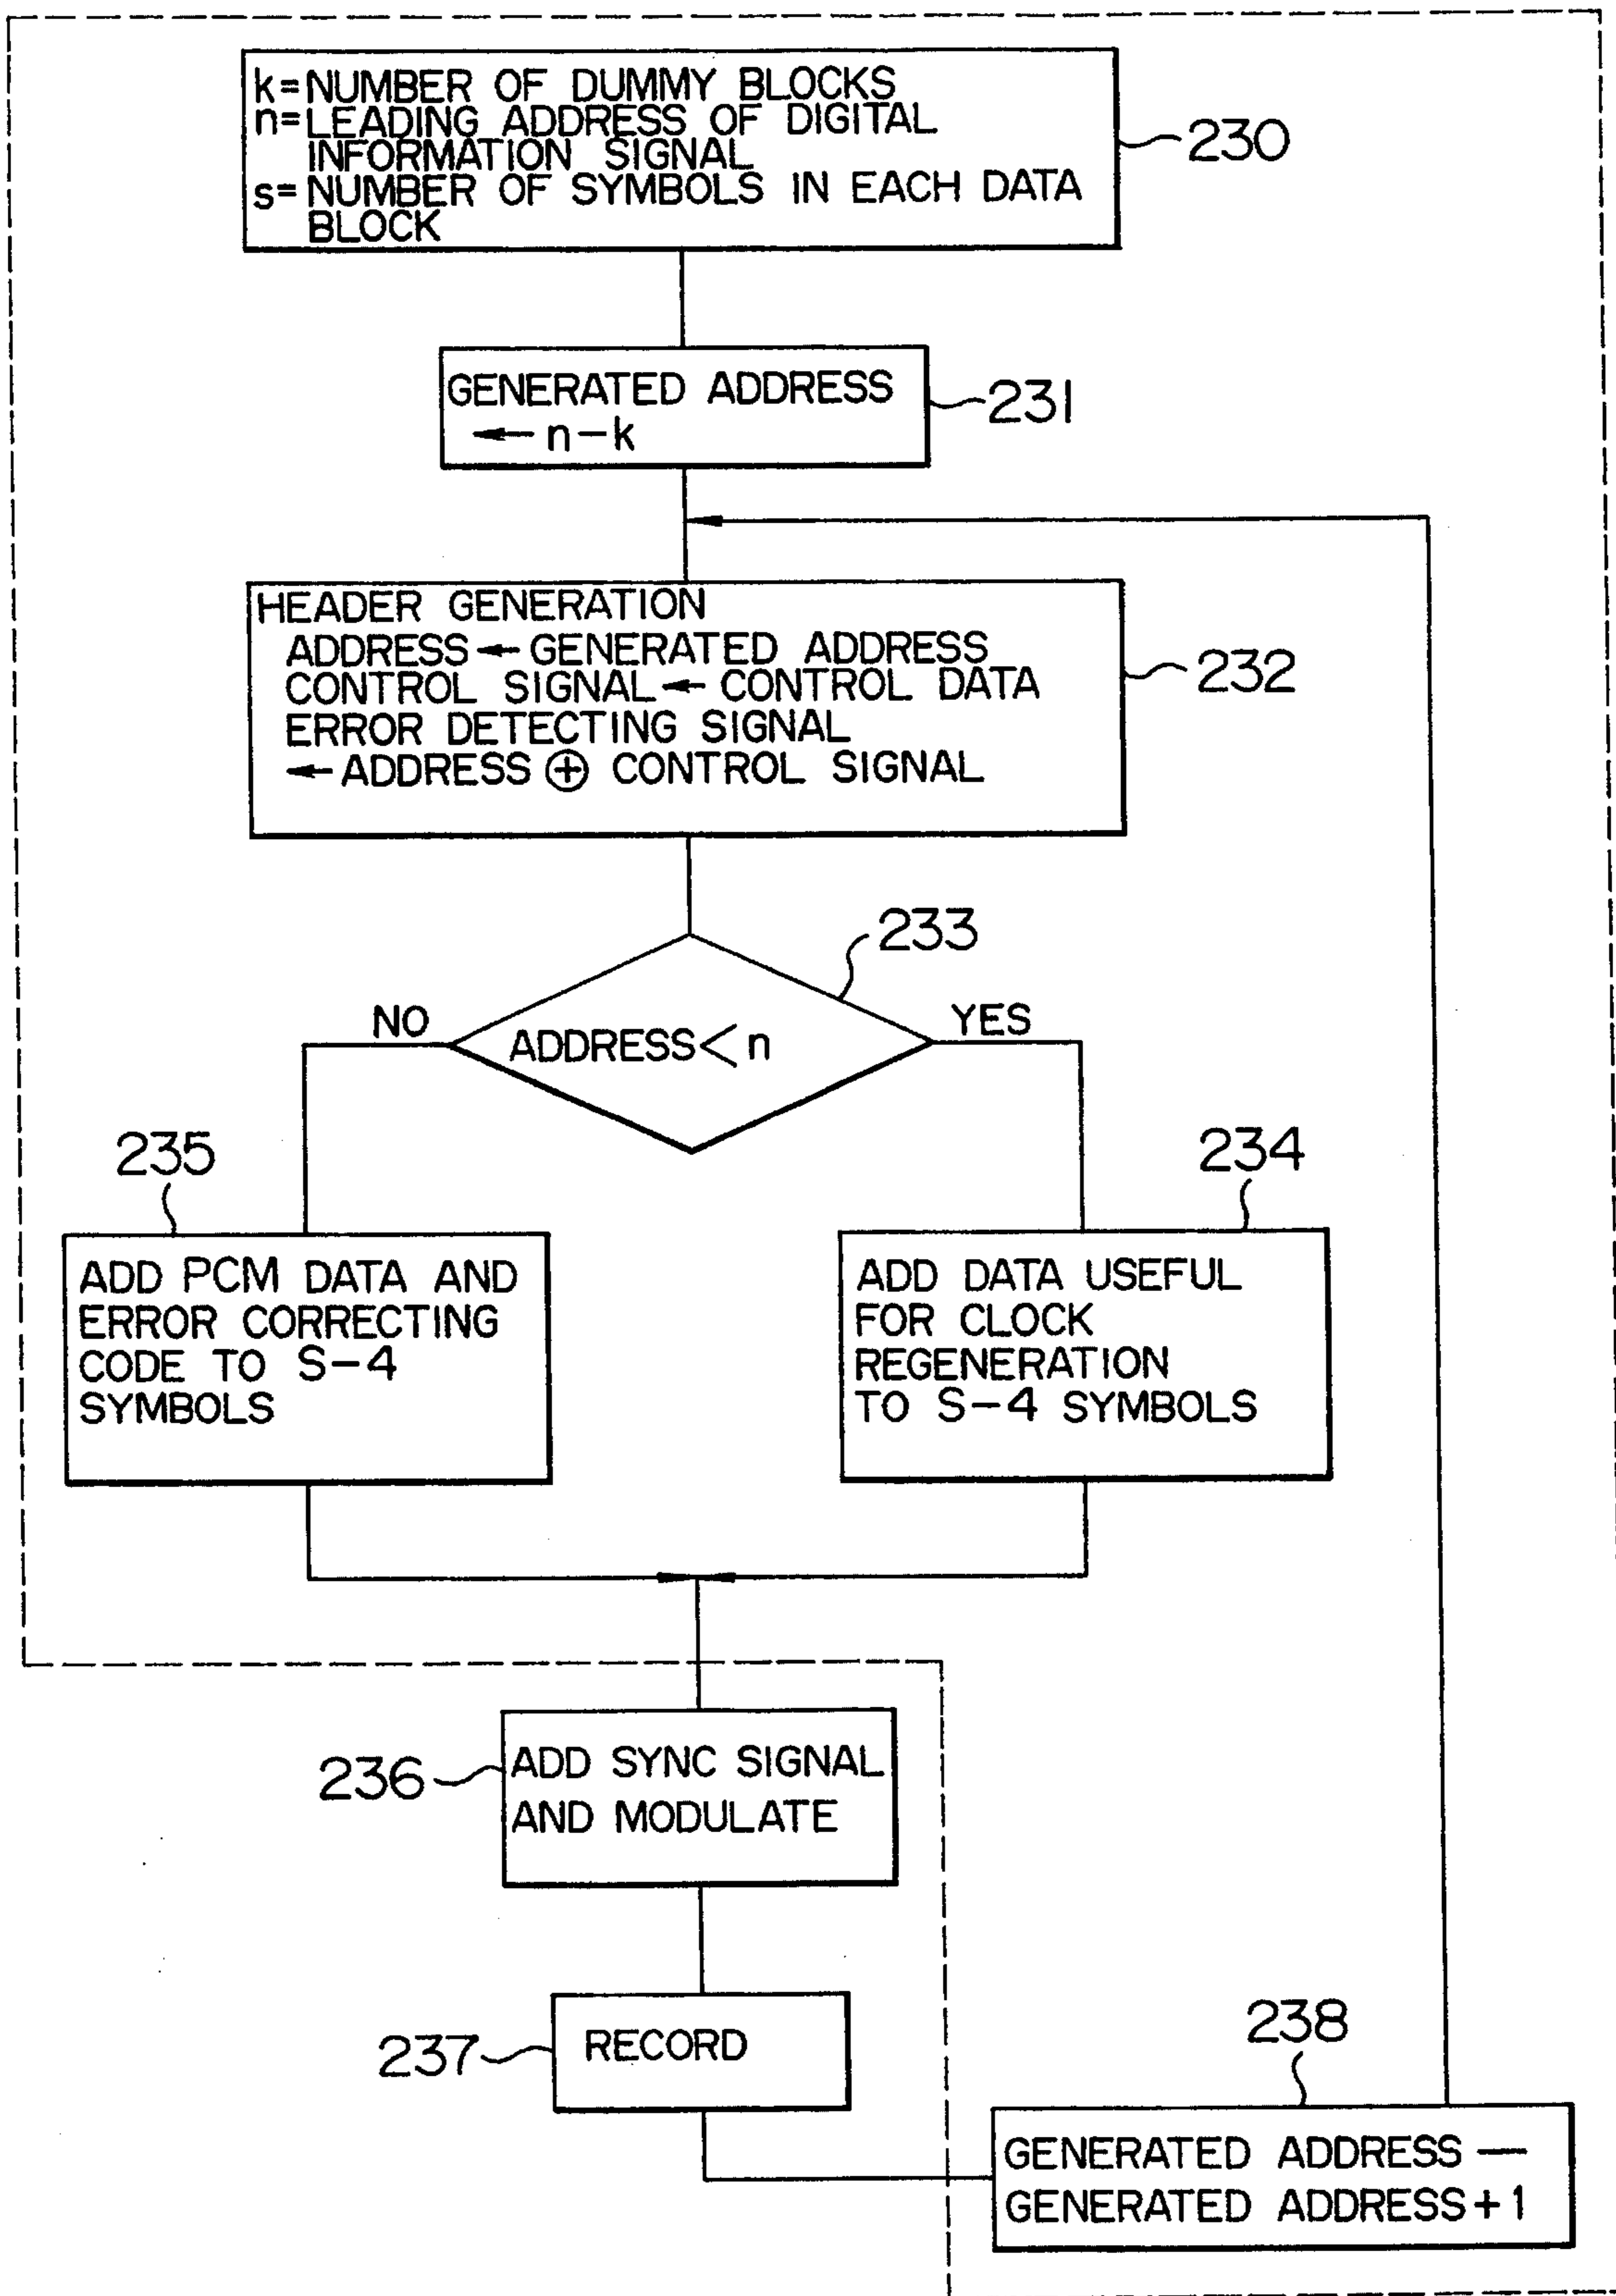 k=NUMBER OF DUMMY BLOCKS
n=LEADING ADDRESS OF DIGITAL
INFORMATION SIGNAL
s=NUMBER OF SYMBOLS IN EACH DATA
BLOCK
230
GENERATED ADDRESS
← n-k
231
HEADER GENERATION
ADDRESS ← GENERATED ADDRESS
CONTROL SIGNAL ← CONTROL DATA
ERROR DETECTING SIGNAL
← ADDRESS ⊕ CONTROL SIGNAL
232
233
NO
ADDRESS < n
YES
235
234
ADD PCM DATA AND
ERROR CORRECTING
CODE TO S-4
SYMBOLS
ADD DATA USEFUL
FOR CLOCK
REGENERATION
TO S-4 SYMBOLS
236
ADD SYNC SIGNAL
AND MODULATE
237
RECORD
238
GENERATED ADDRESS —
GENERATED ADDRESS+1